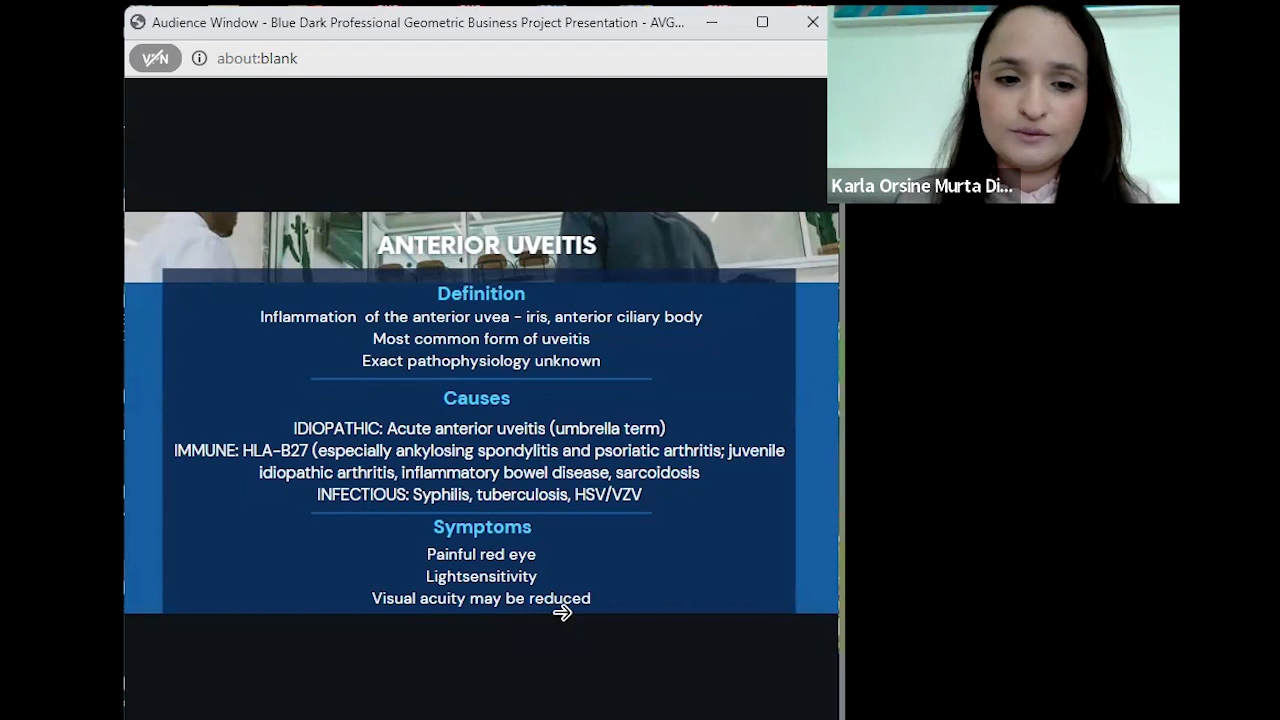 Audience Window - Blue Dark Professional Geometric Business Project Presentation - AVG...
VPN
about:blank
Karla Orsine Murta Di...
ANTERIOR UVEITIS
Definition
Inflammation of the anterior uvea - iris, anterior ciliary body
Most common form of uveitis
Exact pathophysiology unknown
Causes
IDIOPATHIC: Acute anterior uveitis (umbrella term)
IMMUNE: HLA-B27 (especially ankylosing spondylitis and psoriatic arthritis; juvenile
idiopathic arthritis, inflammatory bowel disease, sarcoidosis
INFECTIOUS: Syphilis, tuberculosis, HSV/VZV
Symptoms
Painful red eye
Lightsensitivity
Visual acuity may be reduced